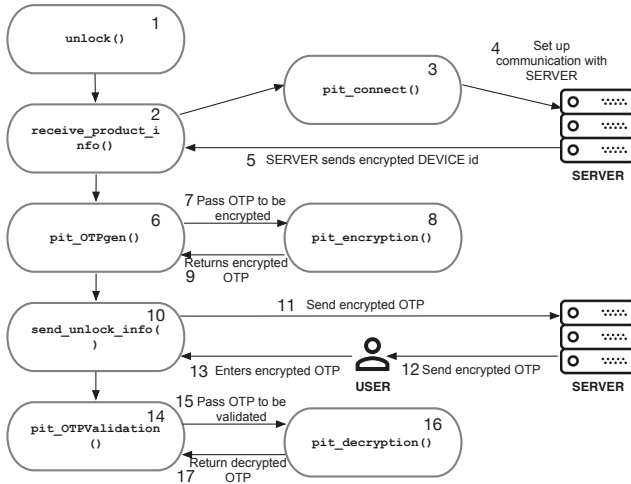 1
unlock()
2
receive_product_i
nfo()
3
pit_connect()
4 Set up
communication with
SERVER
SERVER
5 SERVER sends encrypted DEVICE id
6
pit_OTPgen()
7 Pass OTP to be
encrypted
8
pit_encryption()
Returns encrypted
9 OTP
10
send_unlock_info(
)
11 Send encrypted OTP
SERVER
12 Send encrypted OTP
USER
13 Enters encrypted OTP
14
pit_OTPValidation
()
15 Pass OTP to be
validated
16
pit_decryption()
Return decrypted
17 OTP